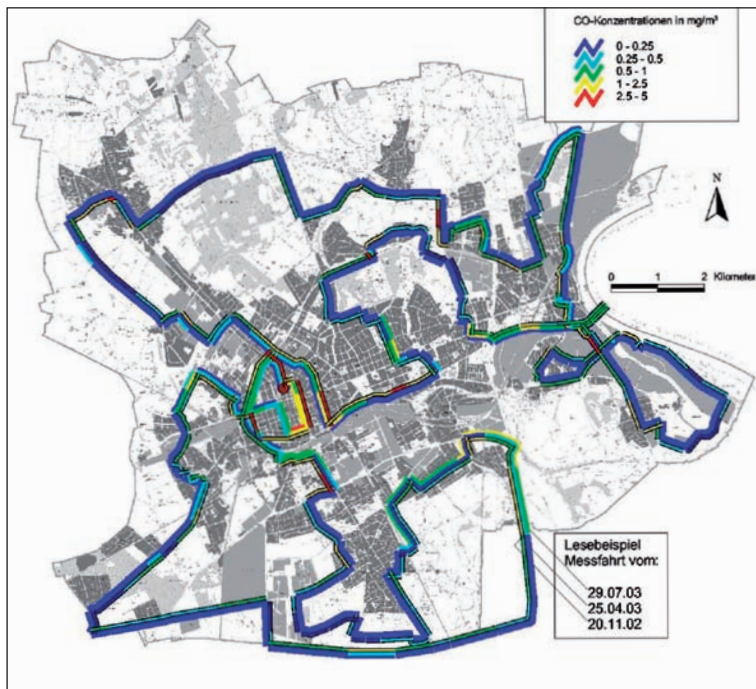 CO-Konzentrationen in mg/m³
0 - 0.25
0.25 - 0.5
0.5 - 1
1 - 2.5
2.5 - 5
N
0 1 2 Kilometer
Lesebeispiel
Messfahrt vom:
29.07.03
25.04.03
20.11.02